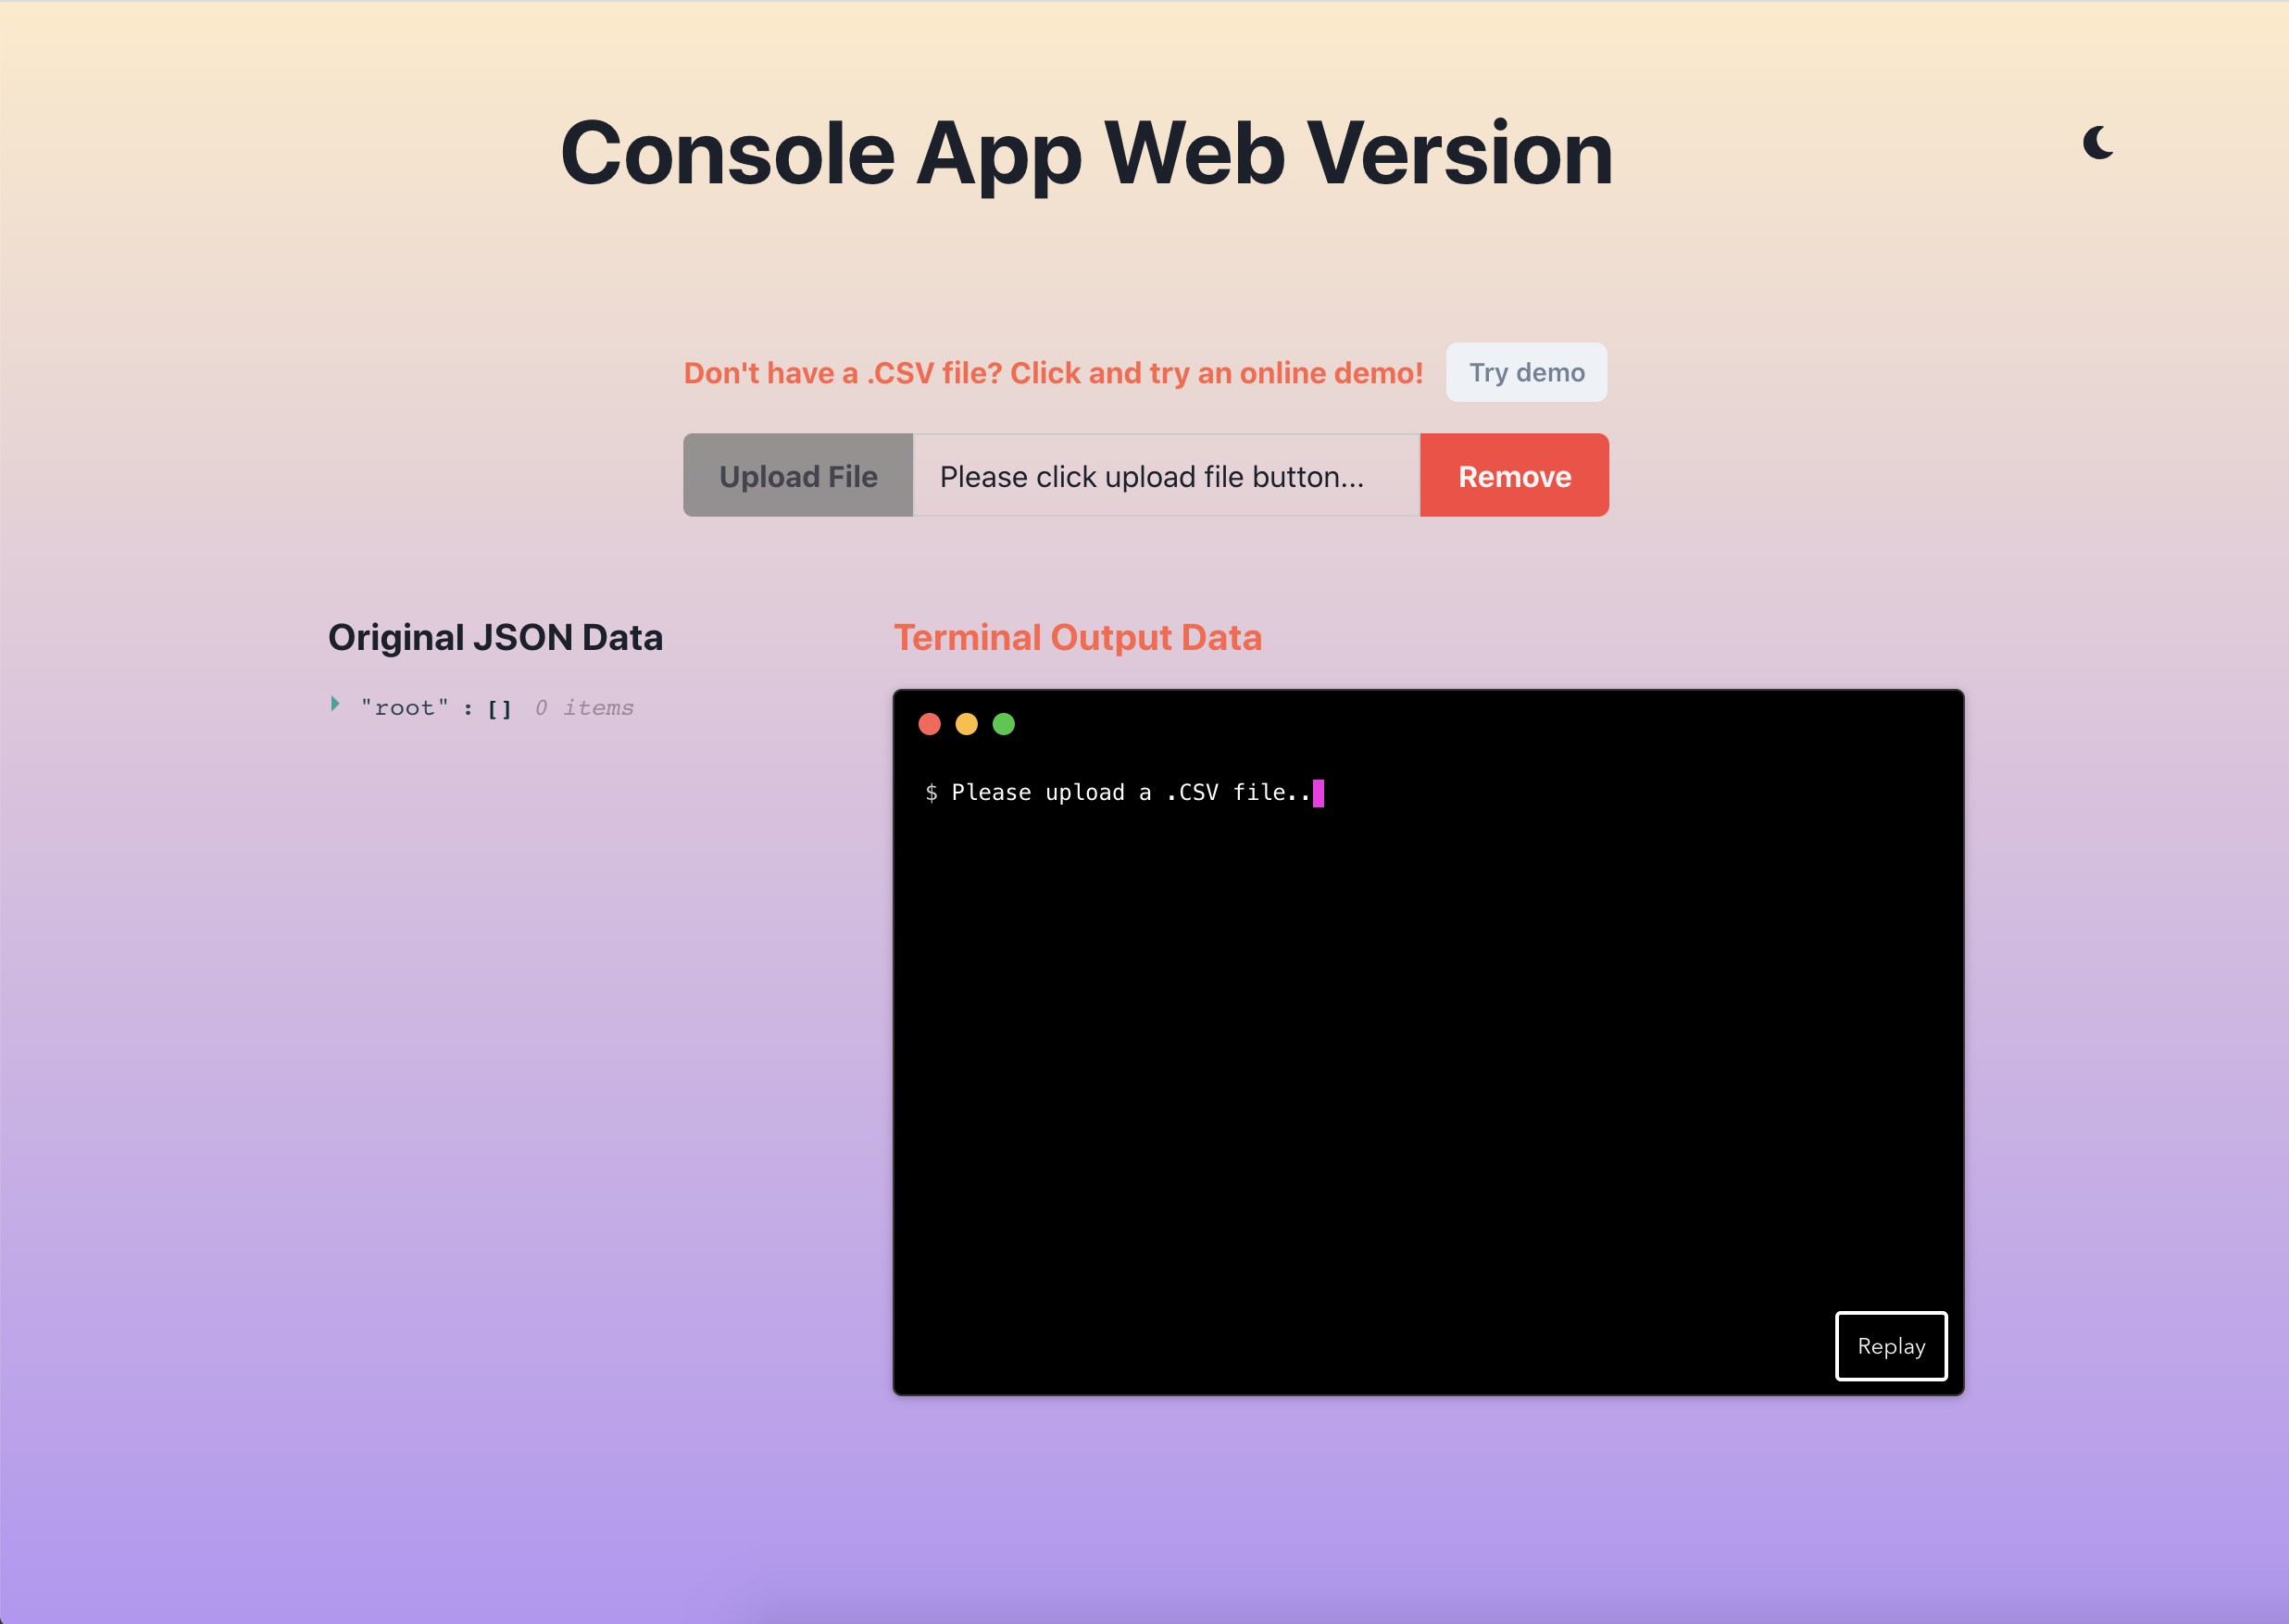 Console App Web Version
Don't have a .CSV file? Click and try an online demo!
Try demo
Upload File
Please click upload file button...
Remove
Original JSON Data
"root" : [] 0 items
Terminal Output Data
$ Please upload a .CSV file..
Replay